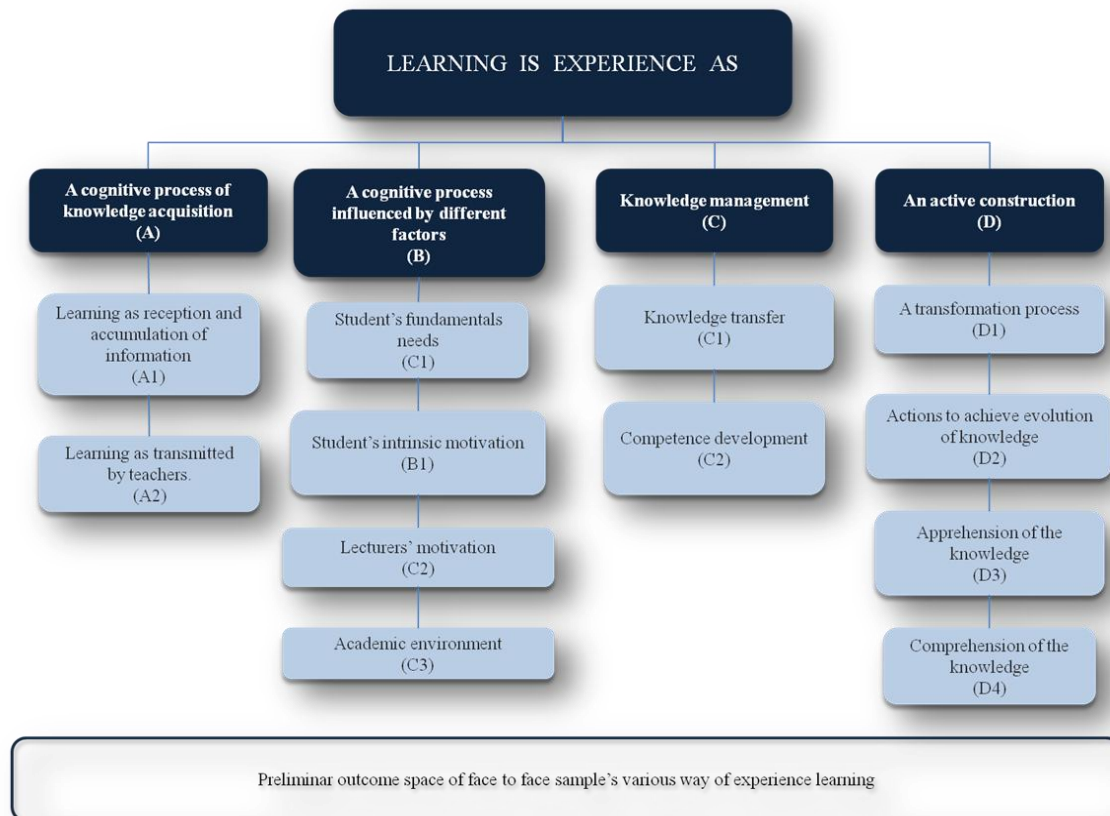 LEARNING IS EXPERIENCE AS
A cognitive process of
knowledge acquisition
(A)
Learning as reception and
accumulation of
information
(A1)
Learning as transmitted
by teachers.
(A2)
A cognitive process
influenced by different
factors
(B)
Student's fundamentals
needs
(C1)
Student's intrinsic motivation
(B1)
Lecturers' motivation
(C2)
Academic environment
(C3)
Knowledge management
(C)
Knowledge transfer
(C1)
Competence development
(C2)
An active construction
(D)
A transformation process
(D1)
Actions to achieve evolution
of knowledge
(D2)
Apprehension of the
knowledge
(D3)
Comprehension of the
knowledge
(D4)
Preliminar outcome space of face to face sample's various way of experience learning